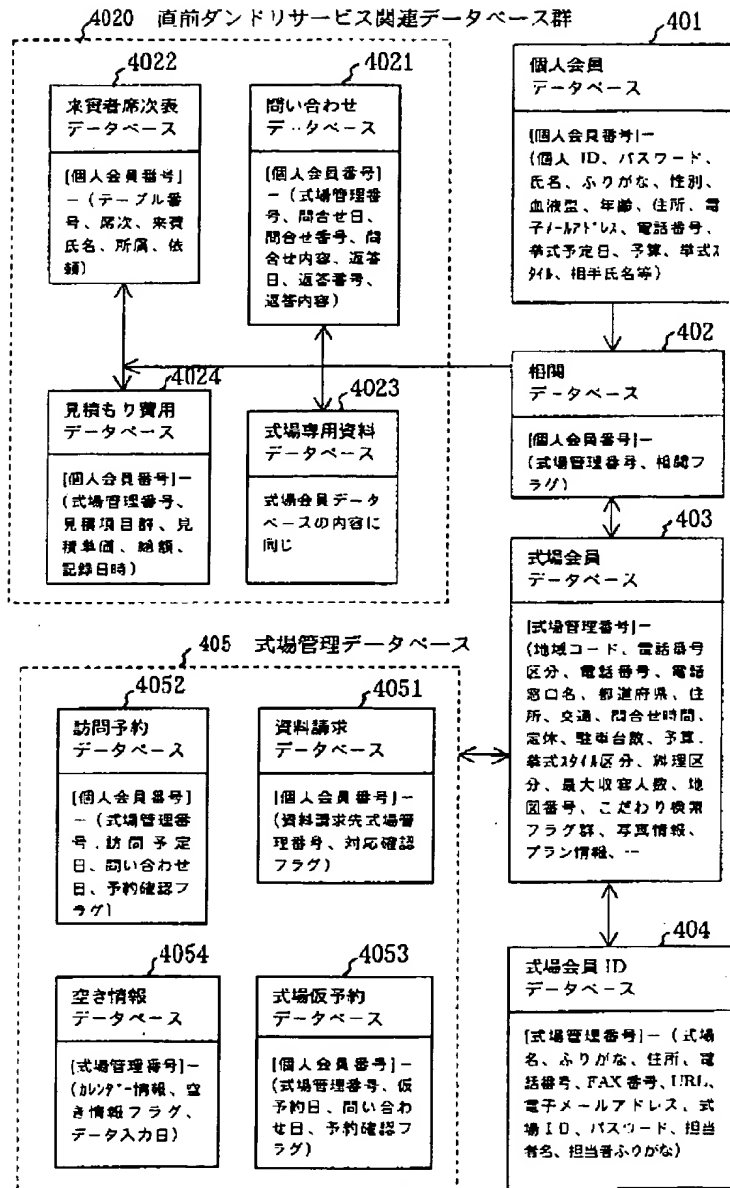 4020 直前ダンドリサービス関連データベース群
4022
来賓者席次表
データベース
[個人会員番号]
－(テーブル番
号、席次、来賓
氏名、所属、依
頼)
4021
問い合わせ
データベース
[個人会員番号]
－(式場管理番
号、問合せ日、
問合せ番号、問
合せ内容、返答
日、返答番号、
返答内容)
4024
見積もり費用
データベース
[個人会員番号]－
(式場管理番号、
見積項目群、見
積単価、総額、
記録日時)
4023
式場専用資料
データベース
式場会員データ
ベースの内容に
同じ
401
個人会員
データベース
[個人会員番号]－
(個人ID、パスワード、
氏名、ふりがな、性別、
血液型、年齢、住所、電
子メールアドレス、電話番号、
挙式予定日、予算、挙式ス
タイル、相手氏名等)
402
相関
データベース
[個人会員番号]－
(式場管理番号、相関フ
ラグ)
403
式場会員
データベース
[式場管理番号]－
(地域コード、電話番号
区分、電話番号、電話
窓口名、都道府県、住
所、交通、問合せ時間、
定休、駐車台数、予算、
挙式スタイル区分、料理区
分、最大収容人数、地
図番号、こだわり検索
フラグ群、写真情報、
プラン情報、…
404
式場会員ID
データベース
[式場管理番号]－(式場
名、ふりがな、住所、電
話番号、FAX番号、URL、
電子メールアドレス、式
場ID、パスワード、担当
者名、担当者ふりがな)
405 式場管理データベース
4052
訪問予約
データベース
[個人会員番号]
－(式場管理番
号、訪問予定
日、問い合わせ
日、予約確認フ
ラグ)
4051
資料請求
データベース
[個人会員番号]－
(資料請求先式場管
理番号、対応確認
フラグ)
4054
空き情報
データベース
[式場管理番号]－
(カレンダー情報、空
き情報フラグ、
データ入力日)
4053
式場仮予約
データベース
[個人会員番号]－
(式場管理番号、仮
予約日、問い合わ
せ日、予約確認フ
ラグ)